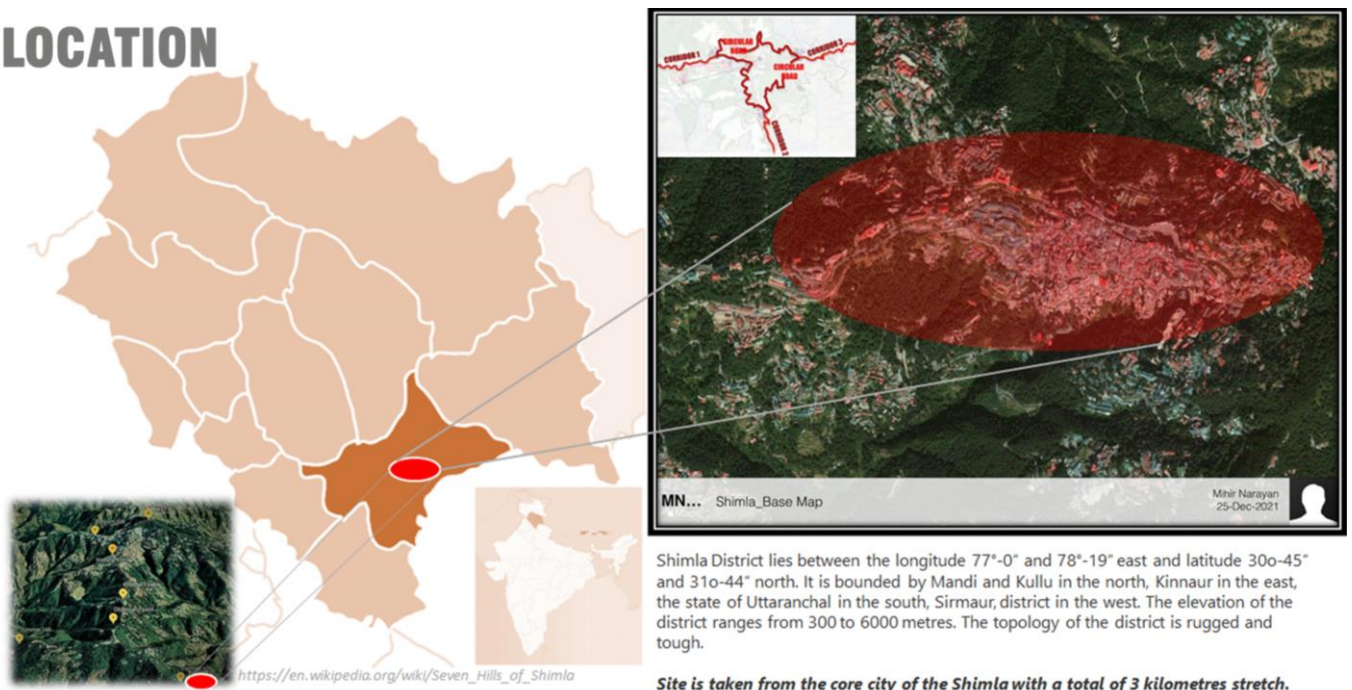 LOCATION
CORRIDOR 1
CIRCULAR
ROAD
CORRIDOR 3
CIRCULAR
ROAD
CORRIDOR 2
MN... Shimla_Base Map
Mihir Narayan
25-Dec-2021
Shimla District lies between the longitude 77°-0" and 78°-19" east and latitude 30o-45"
and 31o-44" north. It is bounded by Mandi and Kullu in the north, Kinnaur in the east,
the state of Uttaranchal in the south, Sirmaur, district in the west. The elevation of the
district ranges from 300 to 6000 metres. The topology of the district is rugged and
tough.
https://en.wikipedia.org/wiki/Seven_Hills_of_Shimla
Site is taken from the core city of the Shimla with a total of 3 kilometres stretch.